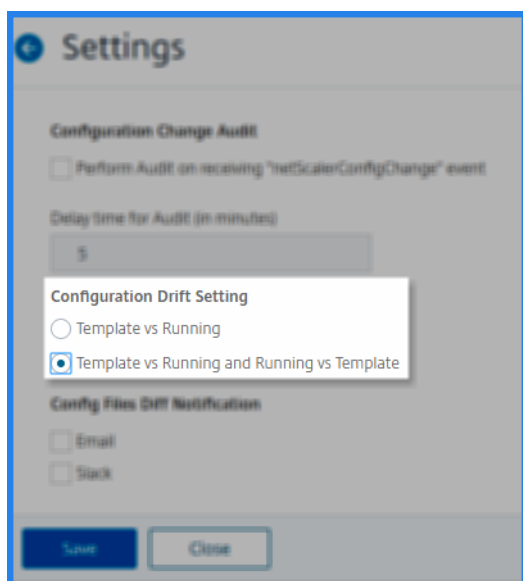 Settings
Configuration Change Audit
Perform Audit on receiving "netScalerConfigChange" event
Delay time for Audit (in minutes)
5
Configuration Drift Setting
Template vs Running
Template vs Running and Running vs Template
Config Files Diff Notification
Email
Slack
Save Close